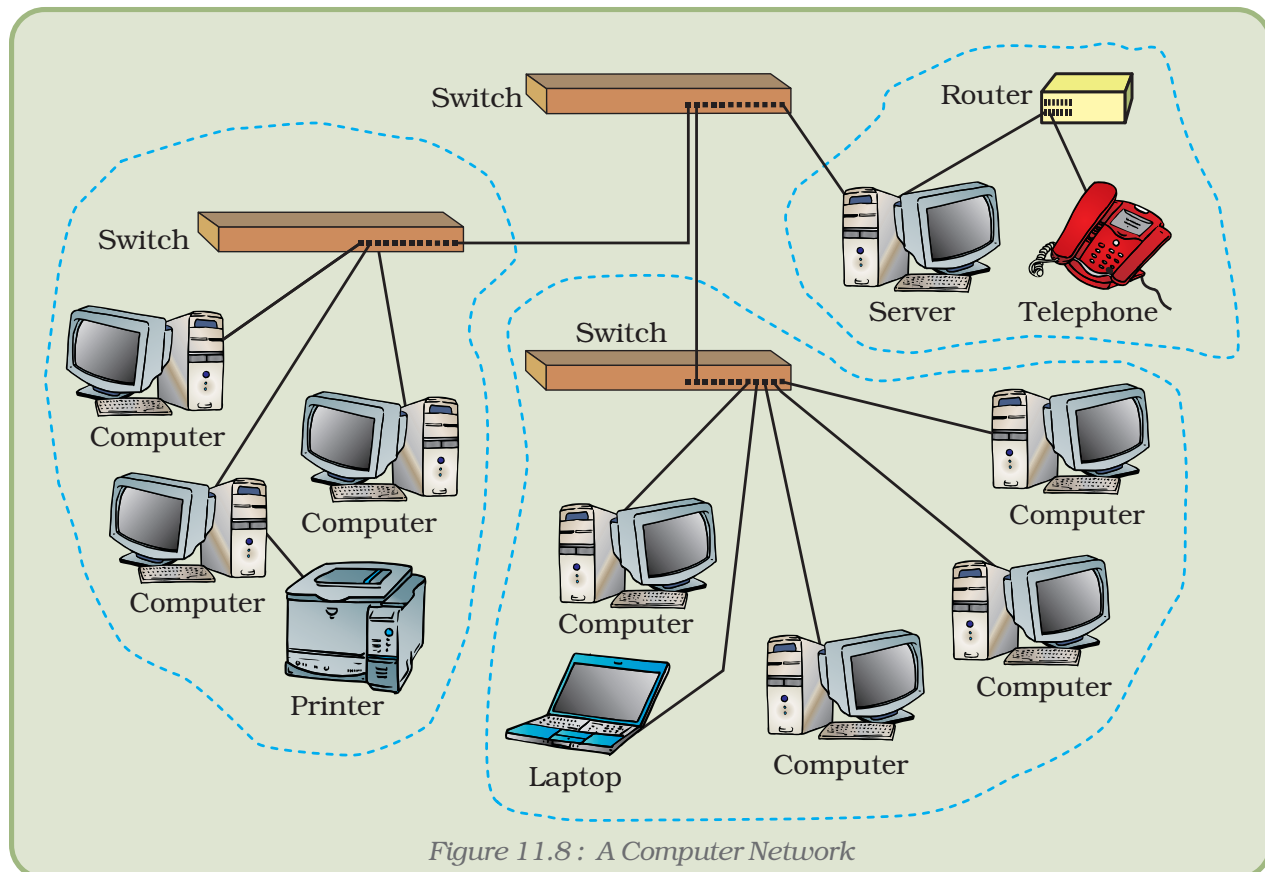 Switch
Router
Switch
Server
Telephone
Switch
Computer
Computer
Computer
Computer
Computer
Printer
Computer
Laptop
Computer
Figure 11.8 : A Computer Network